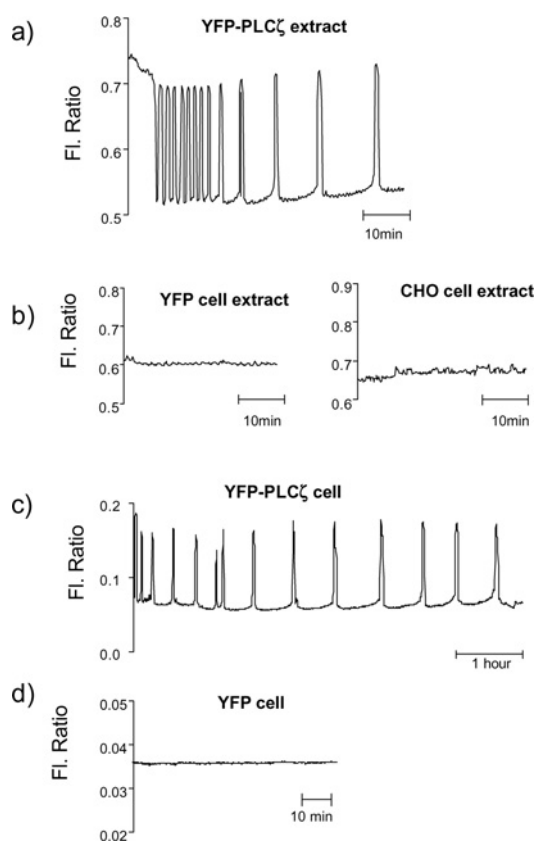 a)
YFP-PLCζ extract
Fl. Ratio
0.8
0.7
0.6
0.5
10min
b)
YFP cell extract
Fl. Ratio
0.8
0.7
0.6
0.5
10min
CHO cell extract
0.9
0.8
0.7
0.6
10min
c)
YFP-PLCζ cell
Fl. Ratio
0.2
0.1
0.0
1 hour
d)
YFP cell
Fl. Ratio
0.05
0.04
0.03
0.02
10 min